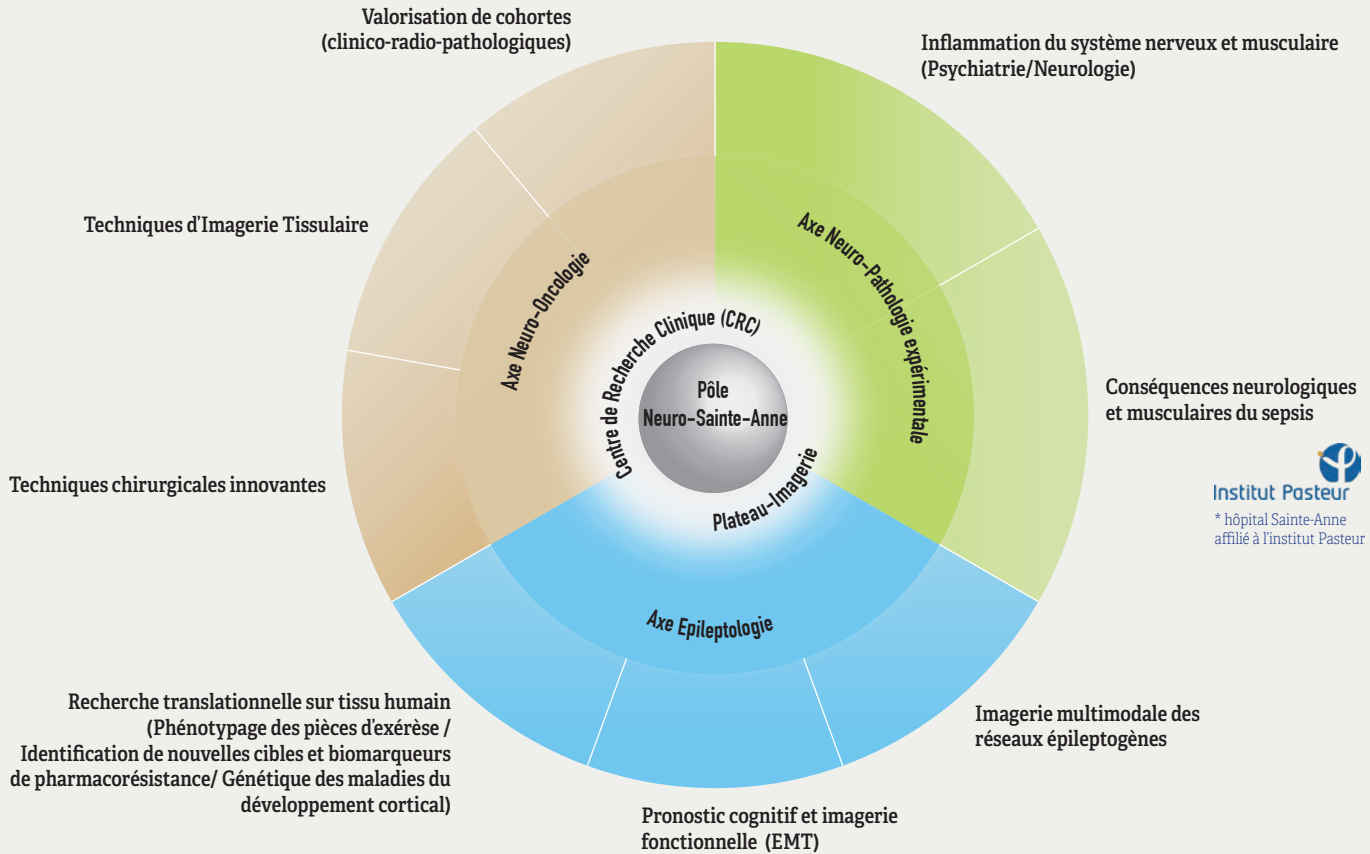 Valorisation de cohortes
(clinico-radio-pathologiques)
Inflammation du système nerveux et musculaire
(Psychiatrie/Neurologie)
Techniques d'Imagerie Tissulaire
Axe Neuro-Oncologie
Axe Neuro-Pathologie expérimentale
Centre de Recherche Clinique (CRC)
Pôle
Neuro-Sainte-Anne
Plateau-Imagerie
Conséquences neurologiques
et musculaires du sepsis
Institut Pasteur
* hôpital Sainte-Anne
affilié à l'institut Pasteur
Techniques chirurgicales innovantes
Axe Epileptologie
Recherche translationnelle sur tissu humain
(Phénotypage des pièces d'exérèse /
Identification de nouvelles cibles et biomarqueurs
de pharmacorésistance/ Génétique des maladies du
développement cortical)
Imagerie multimodale des
réseaux épileptogènes
Pronostic cognitif et imagerie
fonctionnelle (EMT)